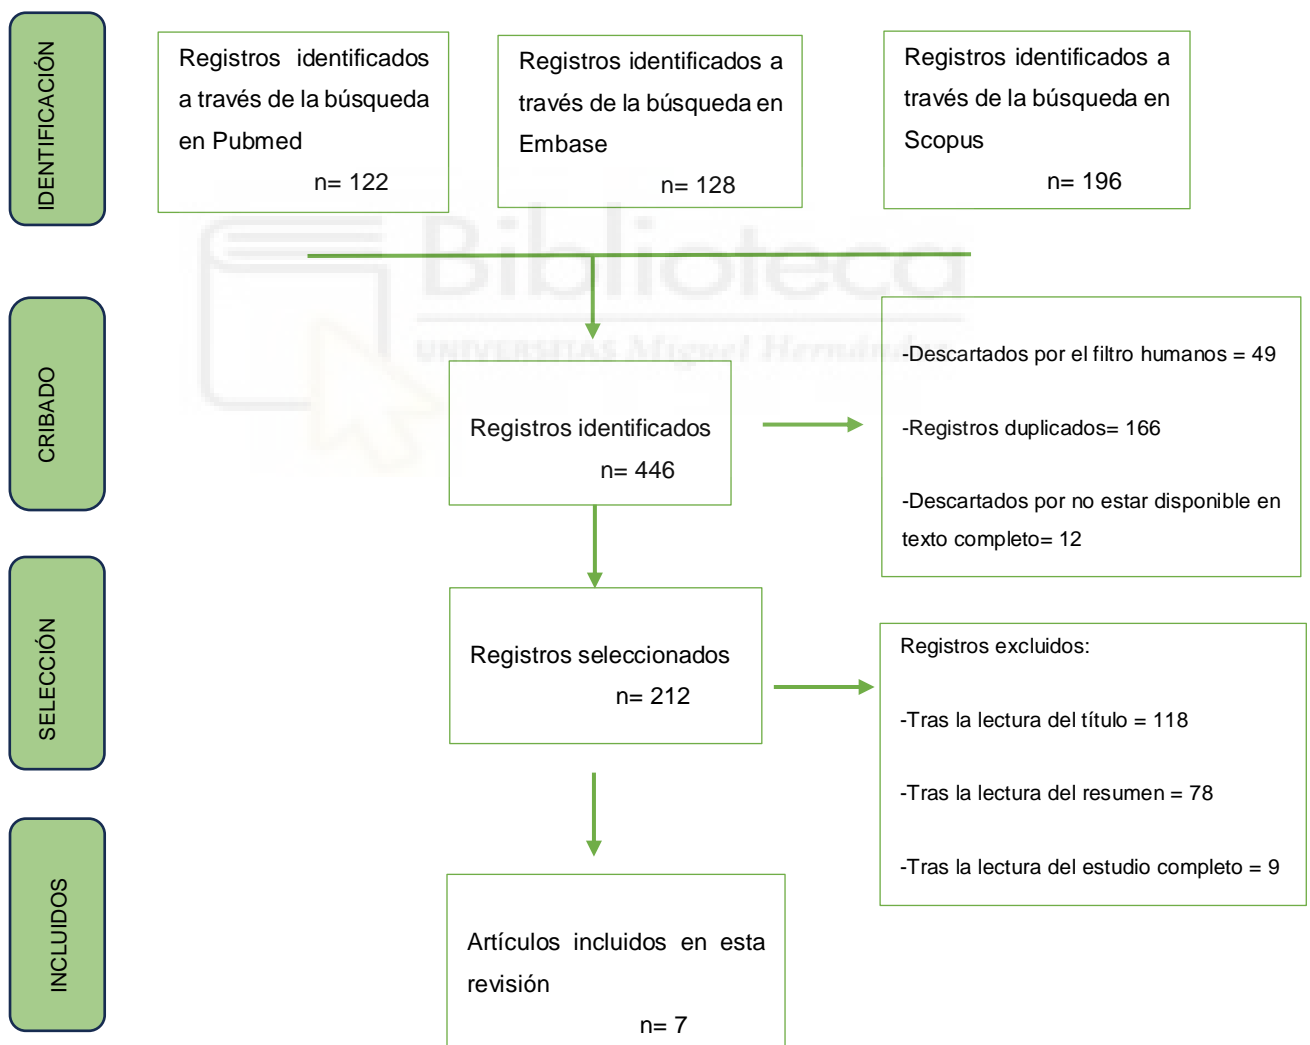 IDENTIFICACIÓN
Registros identificados
a través de la búsqueda
en Pubmed
n= 122
Registros identificados a
través de la búsqueda en
Embase
n= 128
Registros identificados a
través de la búsqueda en
Scopus
n= 196
Biblioteca
UNIVERSITAS Miguel Hernández
CRIBADO
Registros identificados
n= 446
-Descartados por el filtro humanos = 49
-Registros duplicados= 166
-Descartados por no estar disponible en
texto completo= 12
SELECCIÓN
Registros seleccionados
n= 212
Registros excluidos:
-Tras la lectura del título = 118
-Tras la lectura del resumen = 78
-Tras la lectura del estudio completo = 9
INCLUIDOS
Artículos incluidos en esta
revisión
n= 7